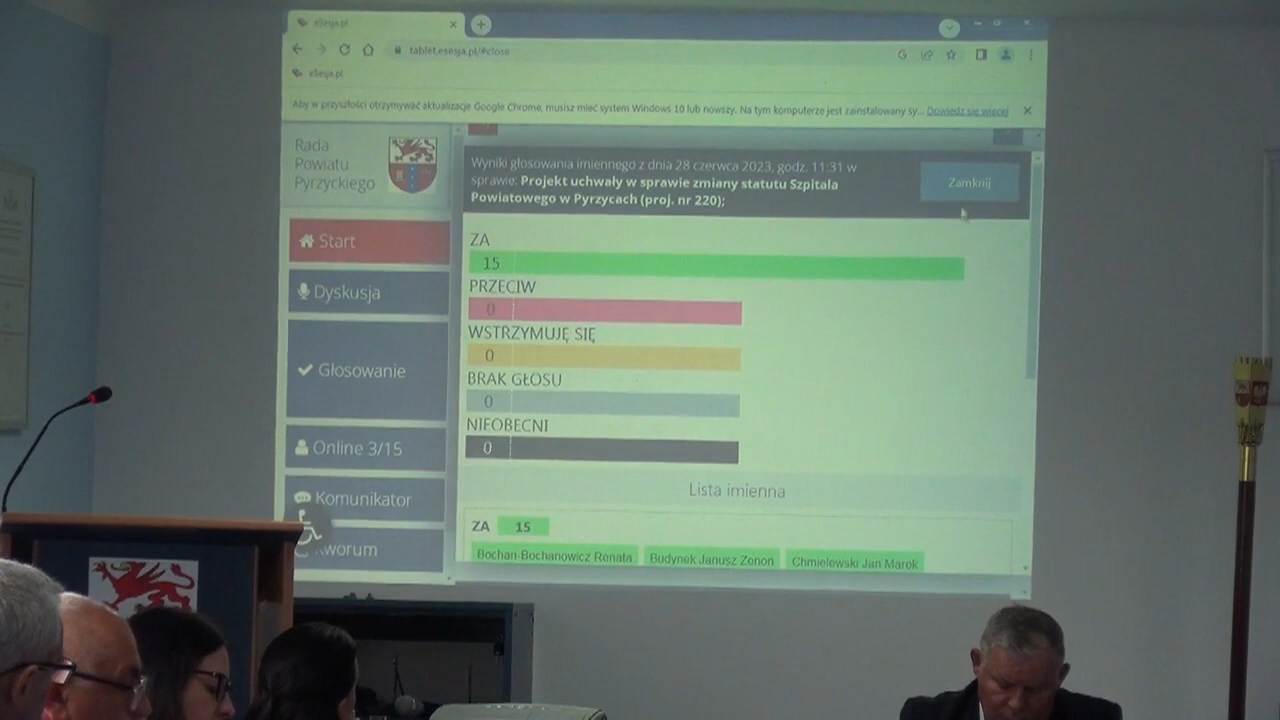 eSesja.pl
tablet.esesja.pl/#close
eSesja.pl
Aby w przyszłości otrzymywać aktualizacje Google Chrome, musisz mieć system Windows 10 lub nowszy. Na tym komputerze jest zainstalowany sy... Dowiedz się więcej
Rada
Powiatu
Pyrzyckiego
Wyniki głosowania imiennego z dnia 28 czerwca 2023, godz. 11:31 w
sprawie: Projekt uchwały w sprawie zmiany statutu Szpitala
Powiatowego w Pyrzycach (proj. nr 220);
Zamknij
Start
Dyskusja
Głosowanie
Online 3/15
Komunikator
Kworum
ZA
15
PRZECIW
0
WSTRZYMUJĘ SIĘ
0
BRAK GŁOSU
0
NIEOBECNI
0
Lista imienna
ZA 15
Bochan-Bochanowicz Renata Budynek Janusz Zenon Chmielewski Jan Marek